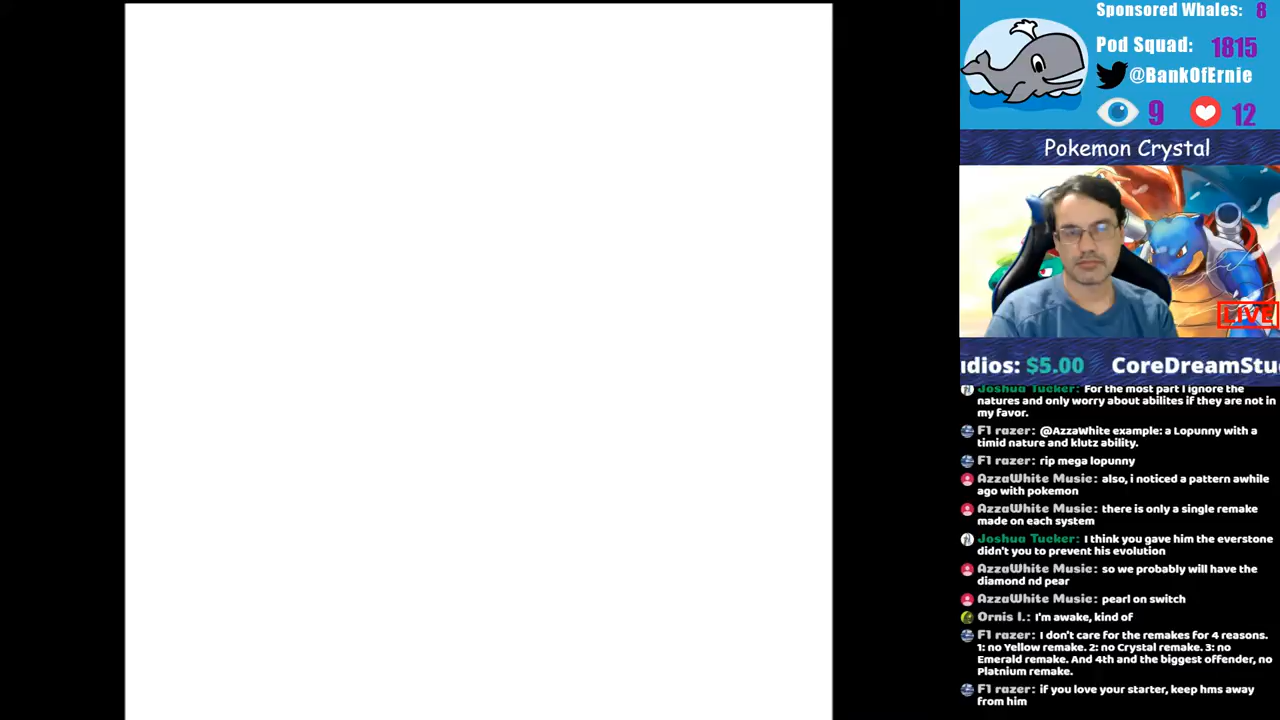 Sponsored Whales: 8
Pod Squad: 1815
@BankOfErnie
9 12
Pokemon Crystal
LIVE
udios: $5.00 CoreDreamStu
Joshua Tucker: For the most part I ignore the
natures and only worry about abilites if they are not in
my favor.
F1 razer: @AzzaWhite example: a Lopunny with a
timid nature and klutz ability.
F1 razer: rip mega lopunny
AzzaWhite Music: also, i noticed a pattern awhile
ago with pokemon
AzzaWhite Music: there is only a single remake
made on each system
Joshua Tucker: I think you gave him the everstone
didn't you to prevent his evolution
AzzaWhite Music: so we probably will have the
diamond nd pear
AzzaWhite Music: pearl on switch
Ornis I.: I'm awake, kind of
F1 razer: I don't care for the remakes for 4 reasons.
1: no Yellow remake. 2: no Crystal remake. 3: no
Emerald remake. And 4th and the biggest offender, no
Platnium remake.
F1 razer: if you love your starter, keep hms away
from him